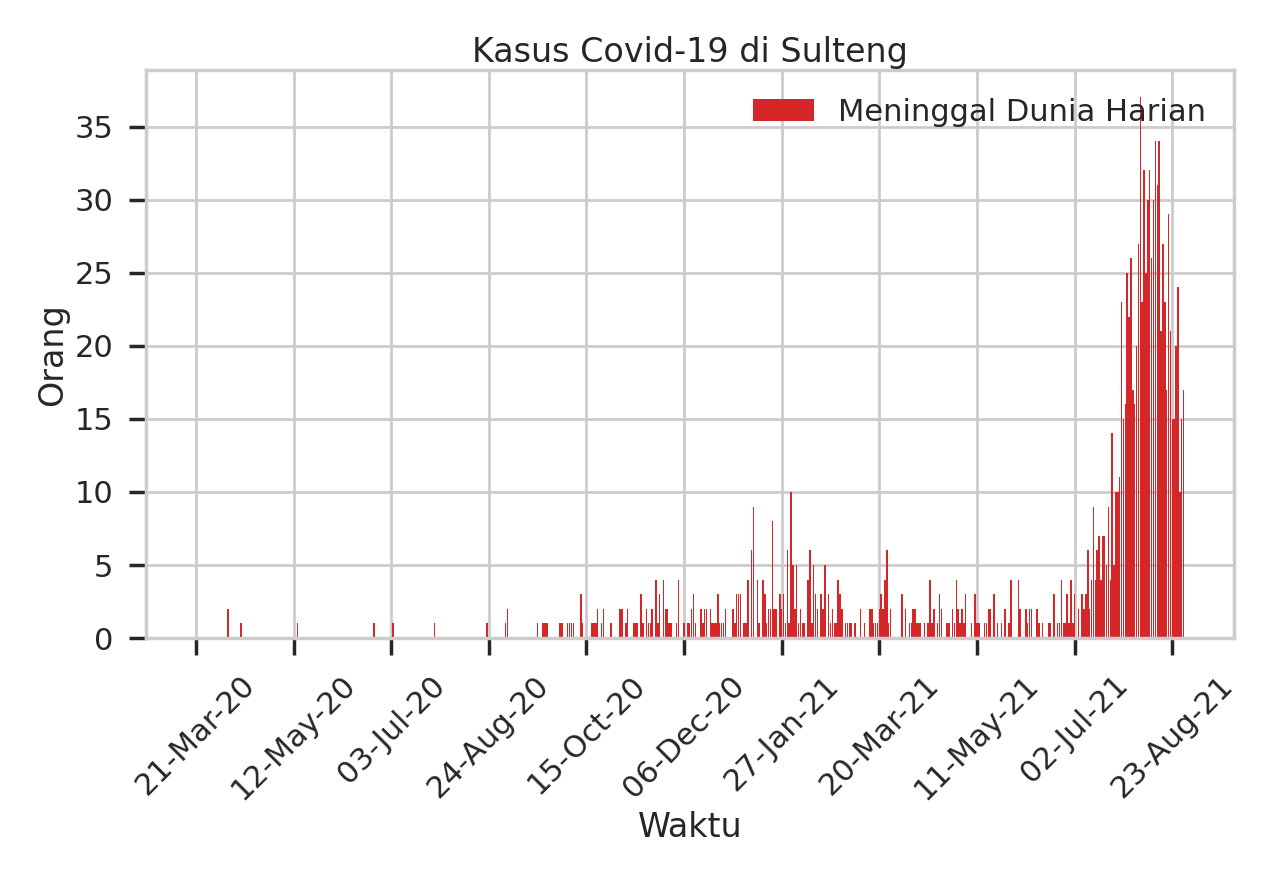 Kasus Covid-19 di Sulteng
Meninggal Dunia Harian
Orang
35
30
25
20
15
10
5
0
21-Mar-20
12-May-20
03-Jul-20
24-Aug-20
15-Oct-20
06-Dec-20
27-Jan-21
20-Mar-21
11-May-21
02-Jul-21
23-Aug-21
Waktu